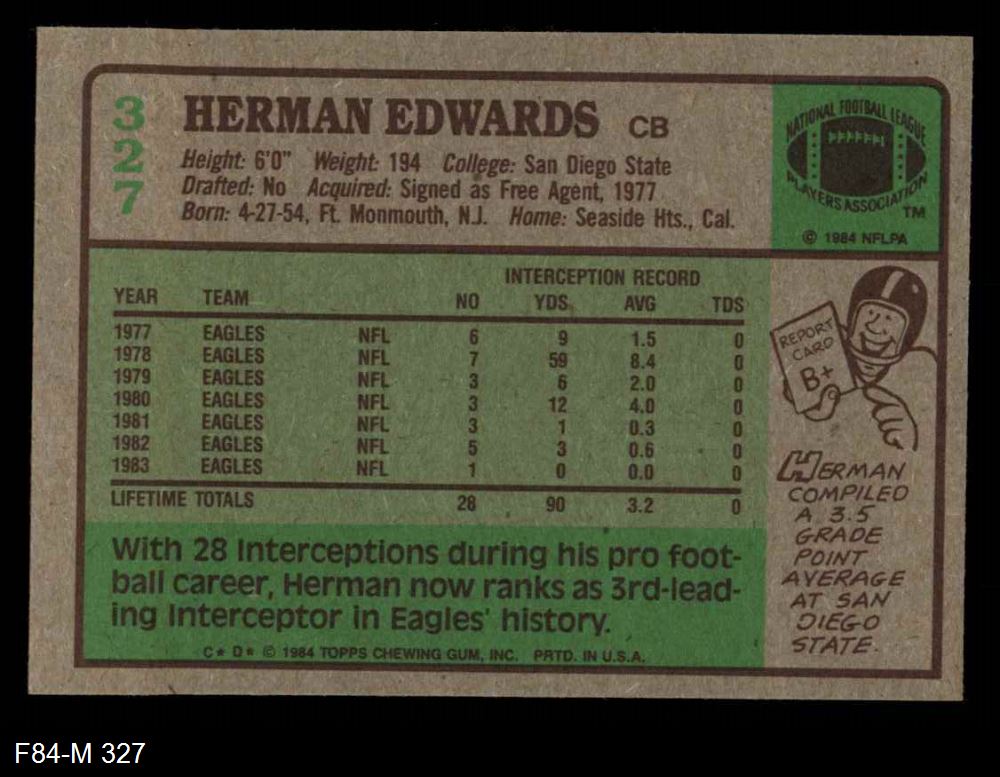 3
2
7
HERMAN EDWARDS CB
Height: 6'0" Weight: 194 College: San Diego State
Drafted: No Acquired: Signed as Free Agent, 1977
Born: 4-27-54, Ft. Monmouth, N.J. Home: Seaside Hts., Cal.
NATIONAL FOOTBALL LEAGUE
PLAYERS ASSOCIATION
TM
© 1984 NFLPA
INTERCEPTION RECORD
YEAR TEAM NO YDS. AVG TDS
1977 EAGLES NFL 6 9 1.5 0
1978 EAGLES NFL 7 59 8.4 0
1979 EAGLES NFL 3 6 2.0 0
1980 EAGLES NFL 3 12 4.0 0
1981 EAGLES NFL 3 1 0.3 0
1982 EAGLES NFL 5 3 0.6 0
1983 EAGLES NFL 1 0 0.0 0
LIFETIME TOTALS 28 90 3.2 0
With 28 Interceptions during his pro foot-
ball career, Herman now ranks as 3rd-lead-
ing Interceptor in Eagles' history.
C* D* © 1984 TOPPS CHEWING GUM, INC. PRTD. IN U.S.A.
REPORT
CARD
B+
HERMAN
COMPILED
A 3.5
GRADE
POINT
AVERAGE
AT SAN
DIEGO
STATE.
F84-M 327